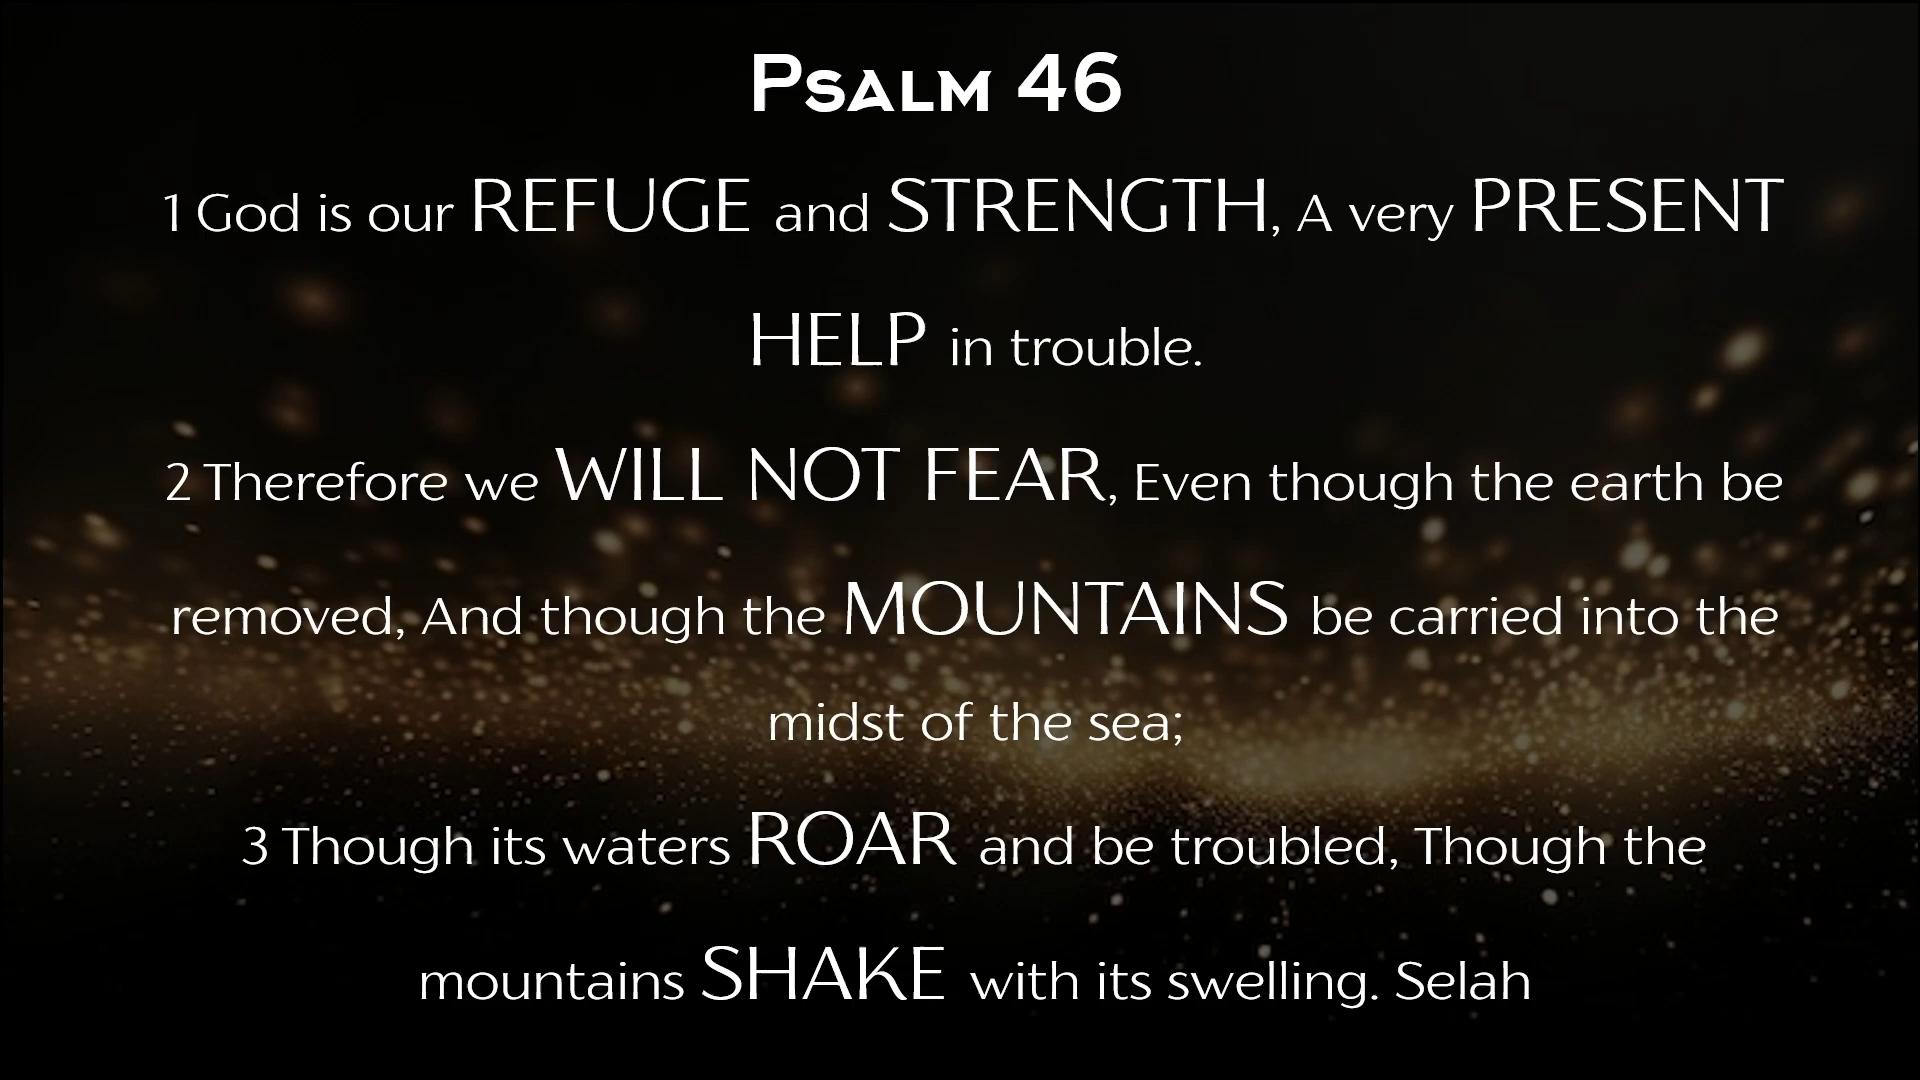 Psalm 46
1 God is our REFUGE and STRENGTH, A very PRESENT
HELP in trouble.
2 Therefore we WILL NOT FEAR, Even though the earth be
removed, And though the MOUNTAINS be carried into the
midst of the sea;
3 Though its waters ROAR and be troubled, Though the
mountains SHAKE with its swelling. Selah